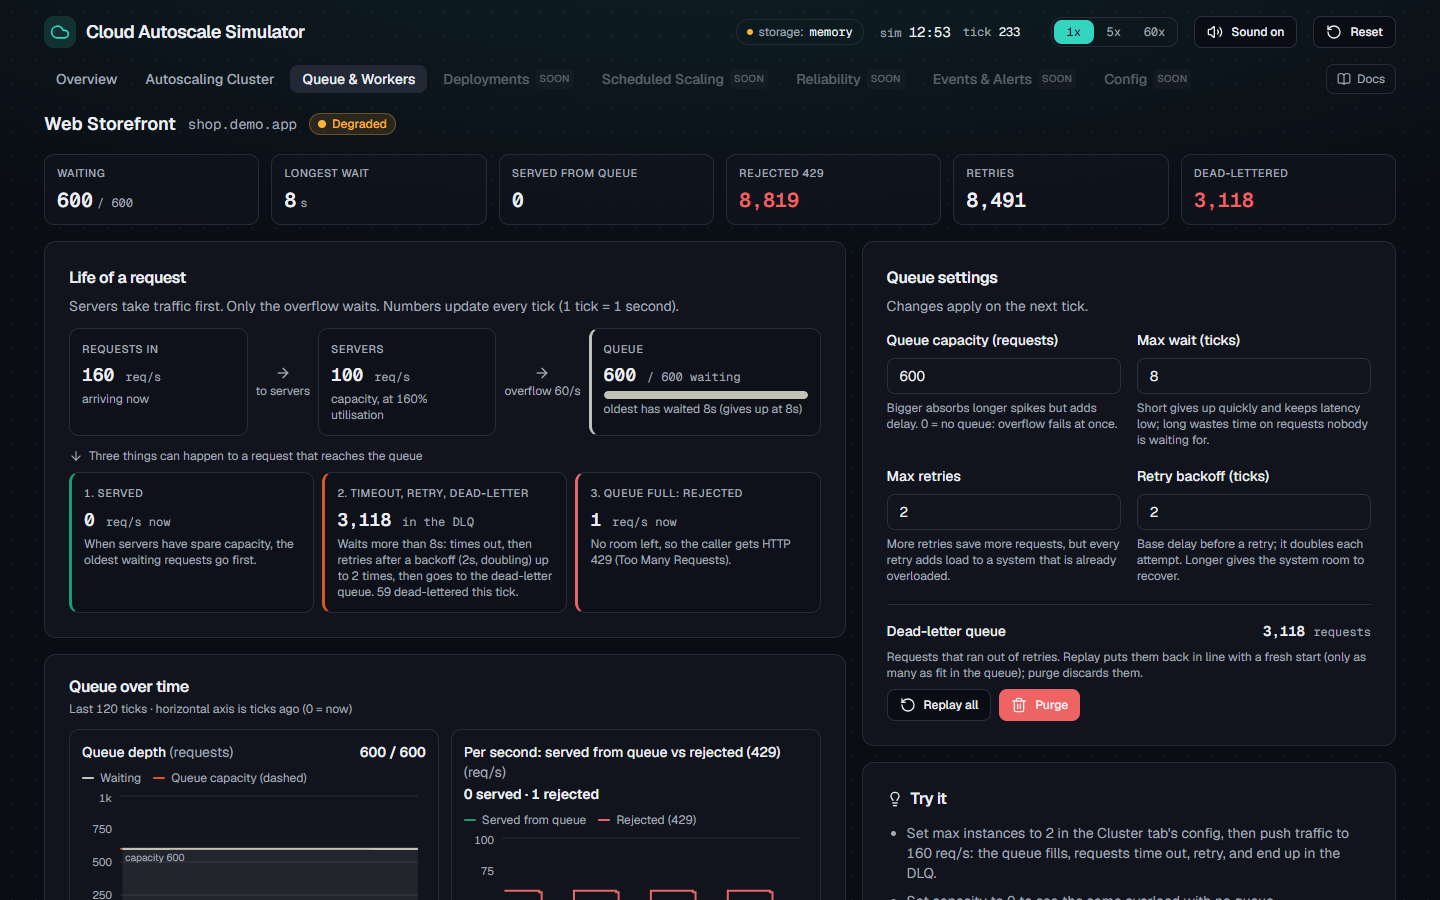 Cloud Autoscale Simulator
storage: memory
sim 12:53 tick 233
1x 5x 60x
Sound on
Reset
Overview
Autoscaling Cluster
Queue & Workers
Deployments SOON
Scheduled Scaling SOON
Reliability SOON
Events & Alerts SOON
Config SOON
Docs
Web Storefront shop.demo.app Degraded
WAITING
600 / 600
LONGEST WAIT
8 s
SERVED FROM QUEUE
0
REJECTED 429
8,819
RETRIES
8,491
DEAD-LETTERED
3,118
Life of a request
Servers take traffic first. Only the overflow waits. Numbers update every tick (1 tick = 1 second).
REQUESTS IN
160 req/s
arriving now
→
to servers
SERVERS
100 req/s
capacity, at 160%
utilisation
→
overflow 60/s
QUEUE
600 / 600 waiting
oldest has waited 8s (gives up at 8s)
↓ Three things can happen to a request that reaches the queue
1. SERVED
0 req/s now
When servers have spare capacity, the
oldest waiting requests go first.
2. TIMEOUT, RETRY, DEAD-LETTER
3,118 in the DLQ
Waits more than 8s: times out, then
retries after a backoff (2s, doubling) up
to 2 times, then goes to the dead-letter
queue. 59 dead-lettered this tick.
3. QUEUE FULL: REJECTED
1 req/s now
No room left, so the caller gets HTTP
429 (Too Many Requests).
Queue over time
Last 120 ticks · horizontal axis is ticks ago (0 = now)
Queue depth (requests) 600 / 600
Waiting Queue capacity (dashed)
1k
750
500
250
capacity 600
Per second: served from queue vs rejected (429)
(req/s)
0 served · 1 rejected
Served from queue Rejected (429)
100
75
Queue settings
Changes apply on the next tick.
Queue capacity (requests)
600
Bigger absorbs longer spikes but adds
delay. 0 = no queue: overflow fails at once.
Max wait (ticks)
8
Short gives up quickly and keeps latency
low; long wastes time on requests nobody
is waiting for.
Max retries
2
More retries save more requests, but every
retry adds load to a system that is already
overloaded.
Retry backoff (ticks)
2
Base delay before a retry; it doubles each
attempt. Longer gives the system room to
recover.
Dead-letter queue 3,118 requests
Requests that ran out of retries. Replay puts them back in line with a fresh start (only as
many as fit in the queue); purge discards them.
Replay all
Purge
Try it
• Set max instances to 2 in the Cluster tab's config, then push traffic to
160 req/s: the queue fills, requests time out, retry, and end up in the
DLQ.
• Set capacity to 0 to see the same overload with no queue